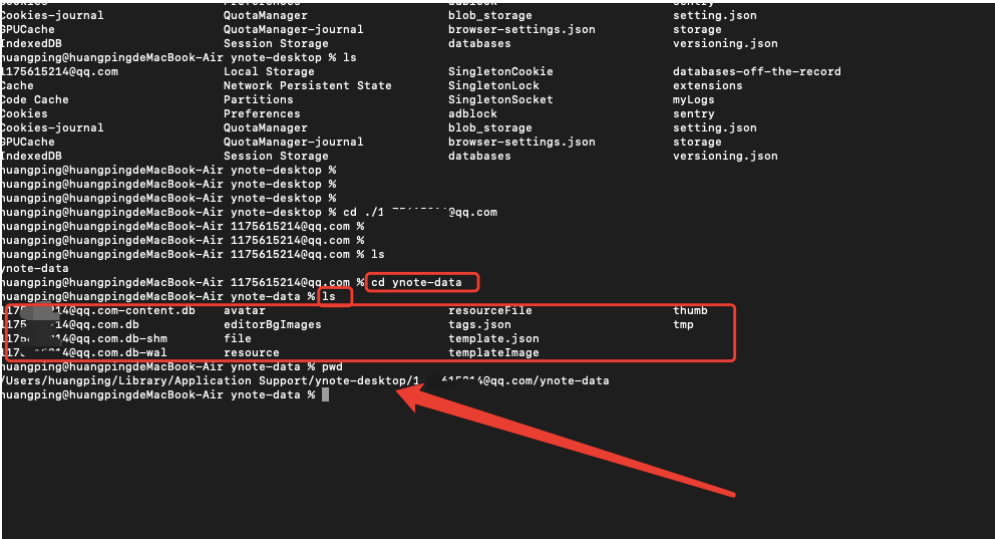 Cookies-journal QuotaManager blob_storage setting.json
GPUCache QuotaManager-journal browser-settings.json storage
IndexedDB Session Storage databases versioning.json
huangping@huangpingdeMacBook-Air ynote-desktop % ls
1175615214@qq.com Local Storage SingletonCookie databases-off-the-record
Cache Network Persistent State SingletonLock extensions
Code Cache Partitions SingletonSocket myLogs
Cookies Preferences adblock sentry
Cookies-journal QuotaManager blob_storage setting.json
GPUCache QuotaManager-journal browser-settings.json storage
IndexedDB Session Storage databases versioning.json
huangping@huangpingdeMacBook-Air ynote-desktop %
huangping@huangpingdeMacBook-Air ynote-desktop %
huangping@huangpingdeMacBook-Air ynote-desktop %
huangping@huangpingdeMacBook-Air ynote-desktop % cd ./1 @qq.com
huangping@huangpingdeMacBook-Air 1175615214@qq.com %
huangping@huangpingdeMacBook-Air 1175615214@qq.com %
huangping@huangpingdeMacBook-Air 1175615214@qq.com % ls
ynote-data
huangping@huangpingdeMacBook-Air 1175615214@qq.com % cd ynote-data
huangping@huangpingdeMacBook-Air ynote-data % ls
117 214@qq.com-content.db avatar resourceFile thumb
1175 14@qq.com.db editorBgImages tags.json tmp
1175 14@qq.com.db-shm file template.json
117 14@qq.com.db-wal resource templateImage
huangping@huangpingdeMacBook-Air ynote-data % pwd
/Users/huangping/Library/Application Support/ynote-desktop/1 @qq.com/ynote-data
huangping@huangpingdeMacBook-Air ynote-data %